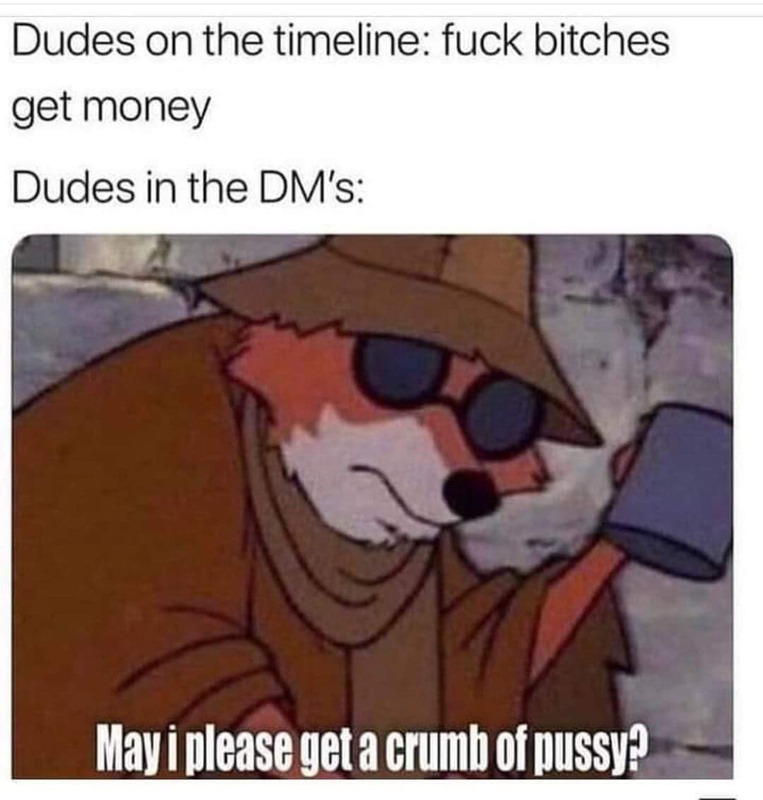 Dudes on the timeline: fuck bitches
get money
Dudes in the DM's:
May i please get a crumb of pussy?